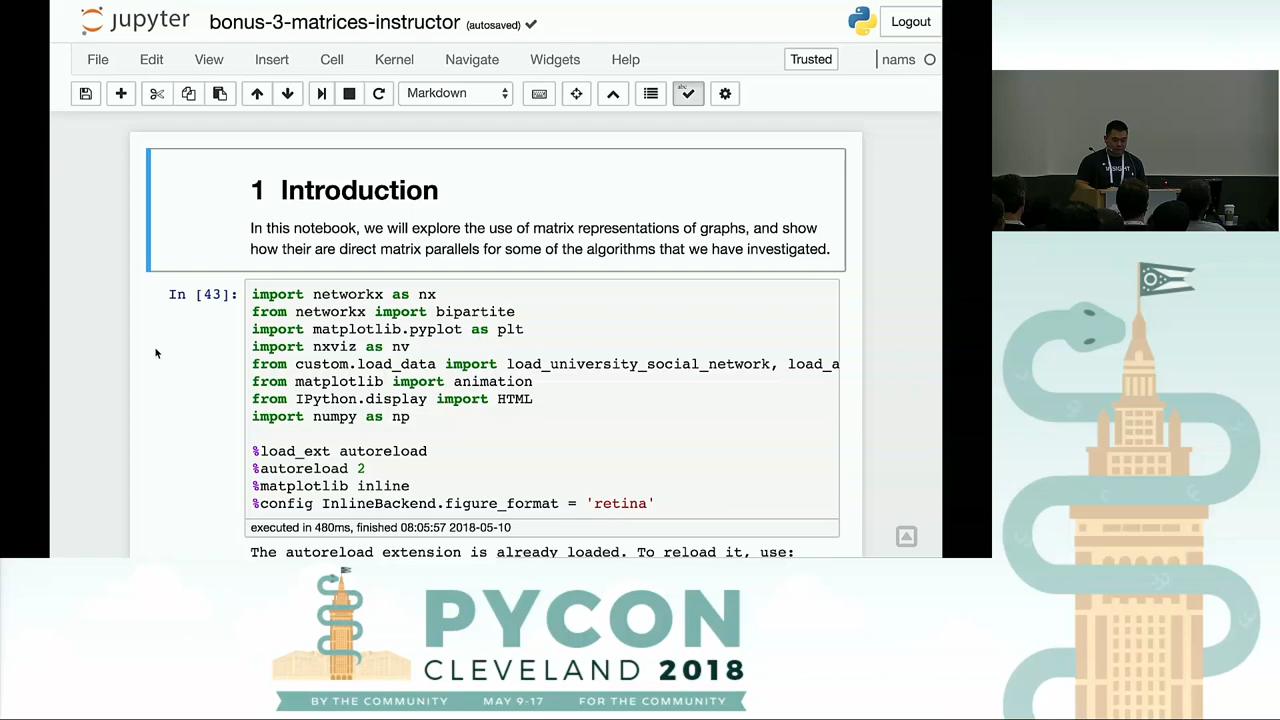 jupyter bonus-3-matrices-instructor (autosaved) Logout
File Edit View Insert Cell Kernel Navigate Widgets Help Trusted nams
Markdown
abc
1 Introduction
In this notebook, we will explore the use of matrix representations of graphs, and show
how their are direct matrix parallels for some of the algorithms that we have investigated.
In [43]:
import networkx as nx
from networkx import bipartite
import matplotlib.pyplot as plt
import nxviz as nv
from custom.load_data import load_university_social_network, load_a
from matplotlib import animation
from IPython.display import HTML
import numpy as np
%load_ext autoreload
%autoreload 2
%matplotlib inline
%config InlineBackend.figure_format = 'retina'
executed in 480ms, finished 08:05:57 2018-05-10
The autoreload extension is already loaded. To reload it, use:
INSIGHT
PYCON
CLEVELAND 2018
BY THE COMMUNITY MAY 9-17 FOR THE COMMUNITY